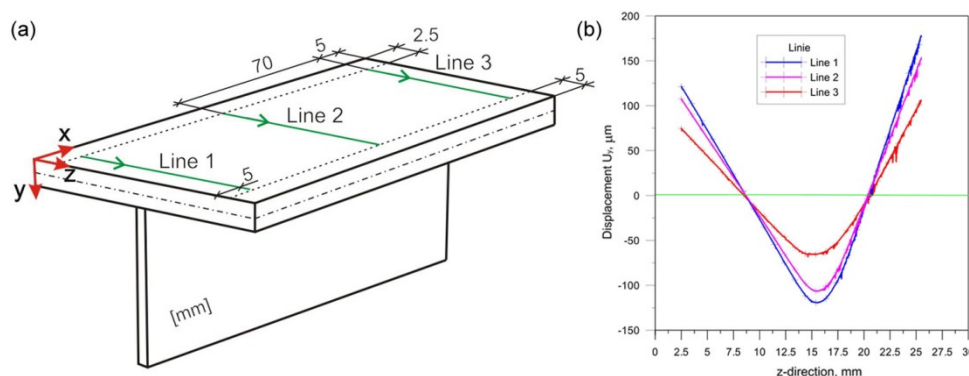 (a)
70
5
2.5
Line 3
5
Line 2
x
z
y
Line 1
5
[mm]
(b)
200
150
100
50
0
-50
-100
-150
Displacement Uy, µm
Linie
Line 1
Line 2
Line 3
0 2.5 5 7.5 10 12.5 15 17.5 20 22.5 25 27.5 30
z-direction, mm